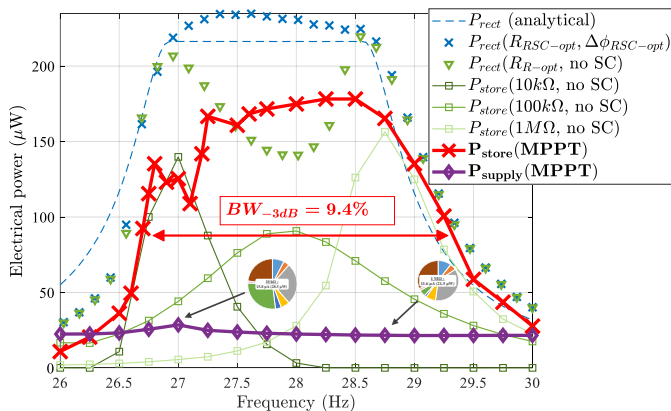 P_rect (analytical)
P_rect(R_RSC−opt, Δϕ_RSC−opt)
P_rect(R_R−opt, no SC)
P_store(10kΩ, no SC)
P_store(100kΩ, no SC)
P_store(1MΩ, no SC)
P_store(MPPT)
P_supply(MPPT)
Electrical power (μW)
200
150
100
50
0
BW_−3dB = 9.4%
26 26.5 27 27.5 28 28.5 29 29.5 30
Frequency (Hz)